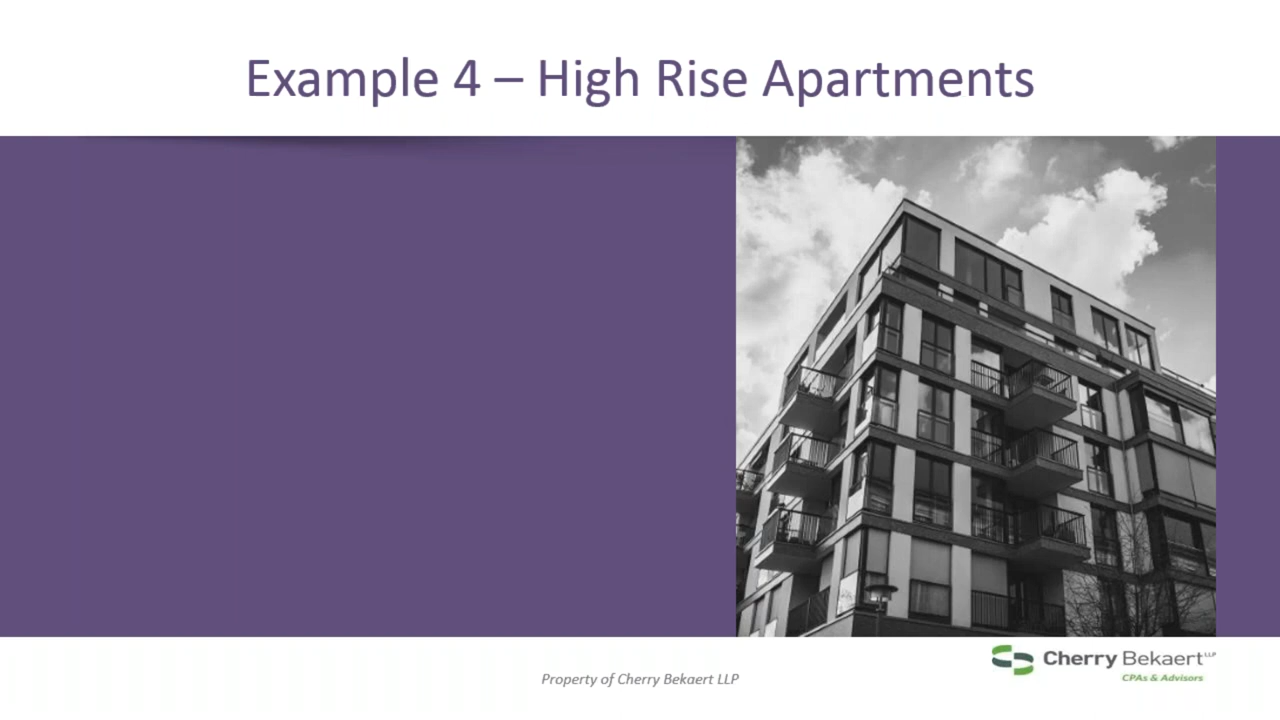 Example 4 – High Rise Apartments
Property of Cherry Bekaert LLP
Cherry Bekaert LLP
CPAs & Advisors